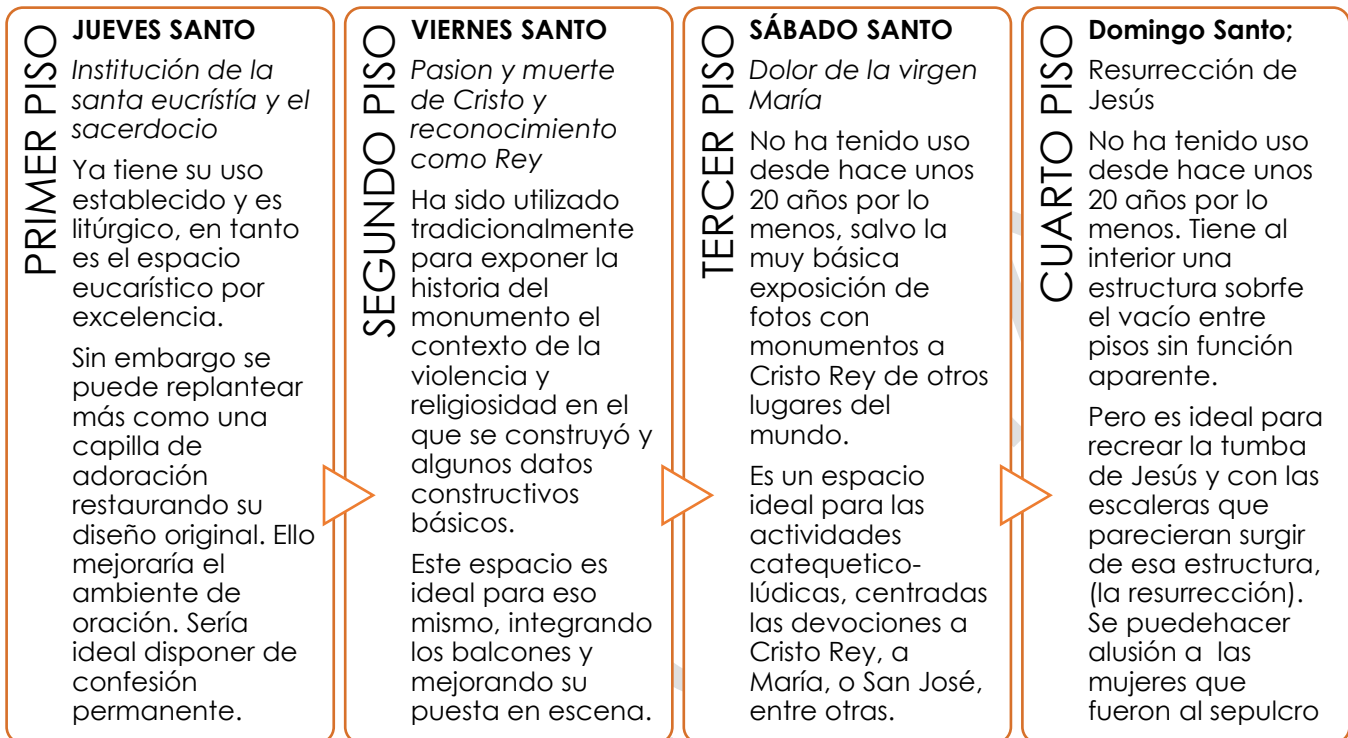 PRIMER PISO
JUEVES SANTO
Institución de la
santa eucrístía y el
sacerdocio
Ya tiene su uso
establecido y es
litúrgico, en tanto
es el espacio
eucarístico por
excelencia.
Sin embargo se
puede replantear
más como una
capilla de
adoración
restaurando su
diseño original. Ello
mejoraría el
ambiente de
oración. Sería
ideal disponer de
confesión
permanente.
SEGUNDO PISO
VIERNES SANTO
Pasion y muerte
de Cristo y
reconocimiento
como Rey
Ha sido utilizado
tradicionalmente
para exponer la
historia del
monumento el
contexto de la
violencia y
religiosidad en el
que se construyó y
algunos datos
constructivos
básicos.
Este espacio es
ideal para eso
mismo, integrando
los balcones y
mejorando su
puesta en escena.
TERCER PISO
SÁBADO SANTO
Dolor de la virgen
María
No ha tenido uso
desde hace unos
20 años por lo
menos, salvo la
muy básica
exposición de
fotos con
monumentos a
Cristo Rey de otros
lugares del
mundo.
Es un espacio
ideal para las
actividades
catequetico-
lúdicas, centradas
las devociones a
Cristo Rey, a
María, o San José,
entre otras.
CUARTO PISO
Domingo Santo;
Resurrección de
Jesús
No ha tenido uso
desde hace unos
20 años por lo
menos. Tiene al
interior una
estructura sobrfe
el vacío entre
pisos sin función
aparente.
Pero es ideal para
recrear la tumba
de Jesús y con las
escaleras que
parecieran surgir
de esa estructura,
(la resurrección).
Se puedehacer
alusión a  las
mujeres que
fueron al sepulcro